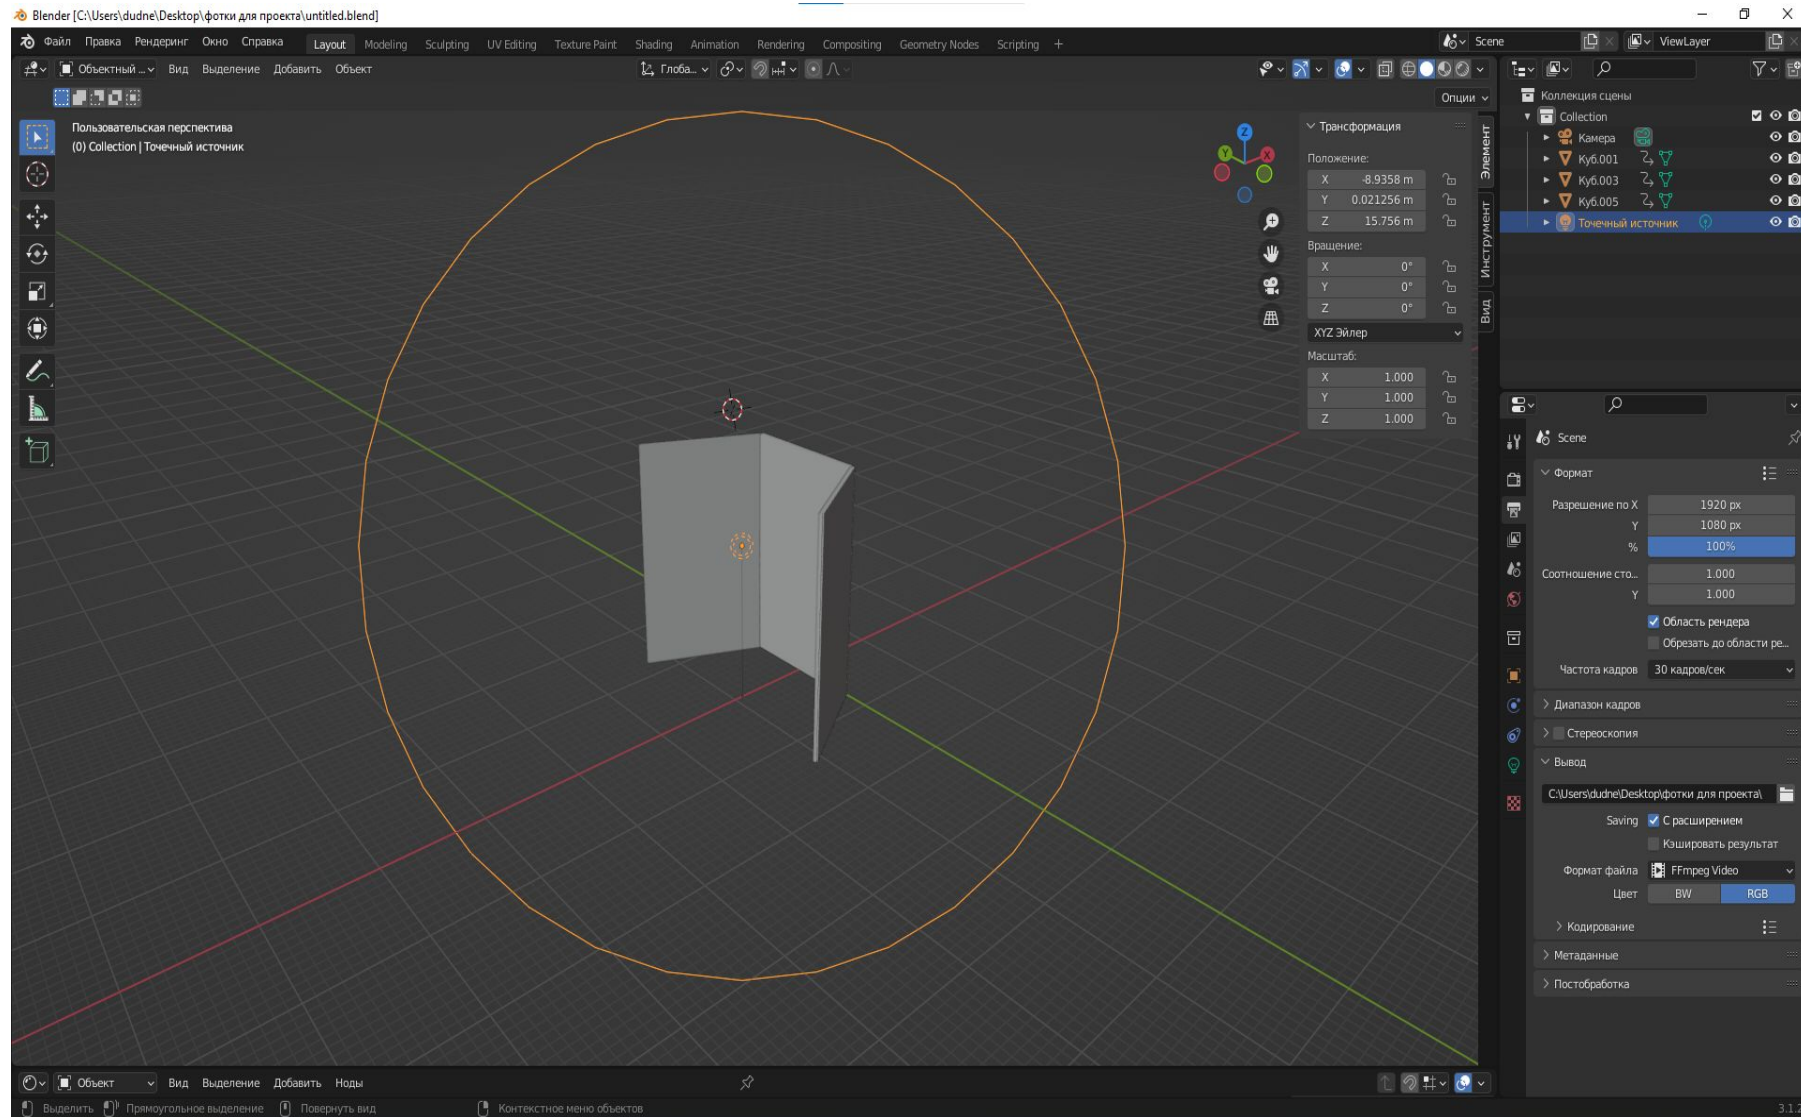 Blender [C:\Users\dudne\Desktop\фотки для проекта\untitled.blend]
Файл Правка Рендеринг Окно Справка Layout Modeling Sculpting UV Editing Texture Paint Shading Animation Rendering Compositing Geometry Nodes Scripting + Scene ViewLayer
Объектный ... Вид Выделение Добавить Объект Глоба...
Опции
Пользовательская перспектива
(0) Collection | Точечный источник
Z
Y
X
Трансформация
Положение:
X -8.9358 m
Y 0.021256 m
Z 15.756 m
Вращение:
X 0°
Y 0°
Z 0°
XYZ Эйлер
Масштаб:
X 1.000
Y 1.000
Z 1.000
Элемент
Инструмент
Вид
Коллекция сцены
Collection
Камера
Куб.001
Куб.003
Куб.005
Точечный источник
Scene
Формат
Разрешение по X 1920 px
Y 1080 px
% 100%
Соотношение сто... 1.000
Y 1.000
Область рендера
Обрезать до области ре...
Частота кадров 30 кадров/сек
Диапазон кадров
Стереоскопия
Вывод
C:\Users\dudne\Desktop\фотки для проекта\
Saving С расширением
Кэшировать результат
Формат файла FFmpeg Video
Цвет BW RGB
Кодирование
Метаданные
Постобработка
Объект Вид Выделение Добавить Ноды
Выделить Прямоугольное выделение Повернуть вид Контекстное меню объектов